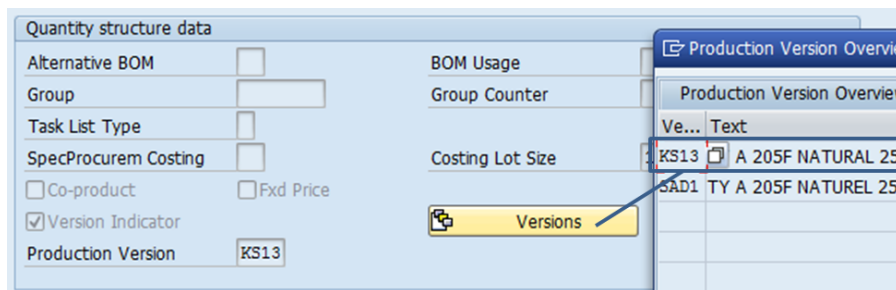 Quantity structure data
Alternative BOM
BOM Usage
Group
Group Counter
Task List Type
SpecProcurem Costing
Costing Lot Size
Co-product
Fxd Price
Version Indicator
Versions
Production Version KS13
Production Version Overvie
Production Version Overvie
Ve... Text
KS13 A 205F NATURAL 25
SAD1 TY A 205F NATUREL 25